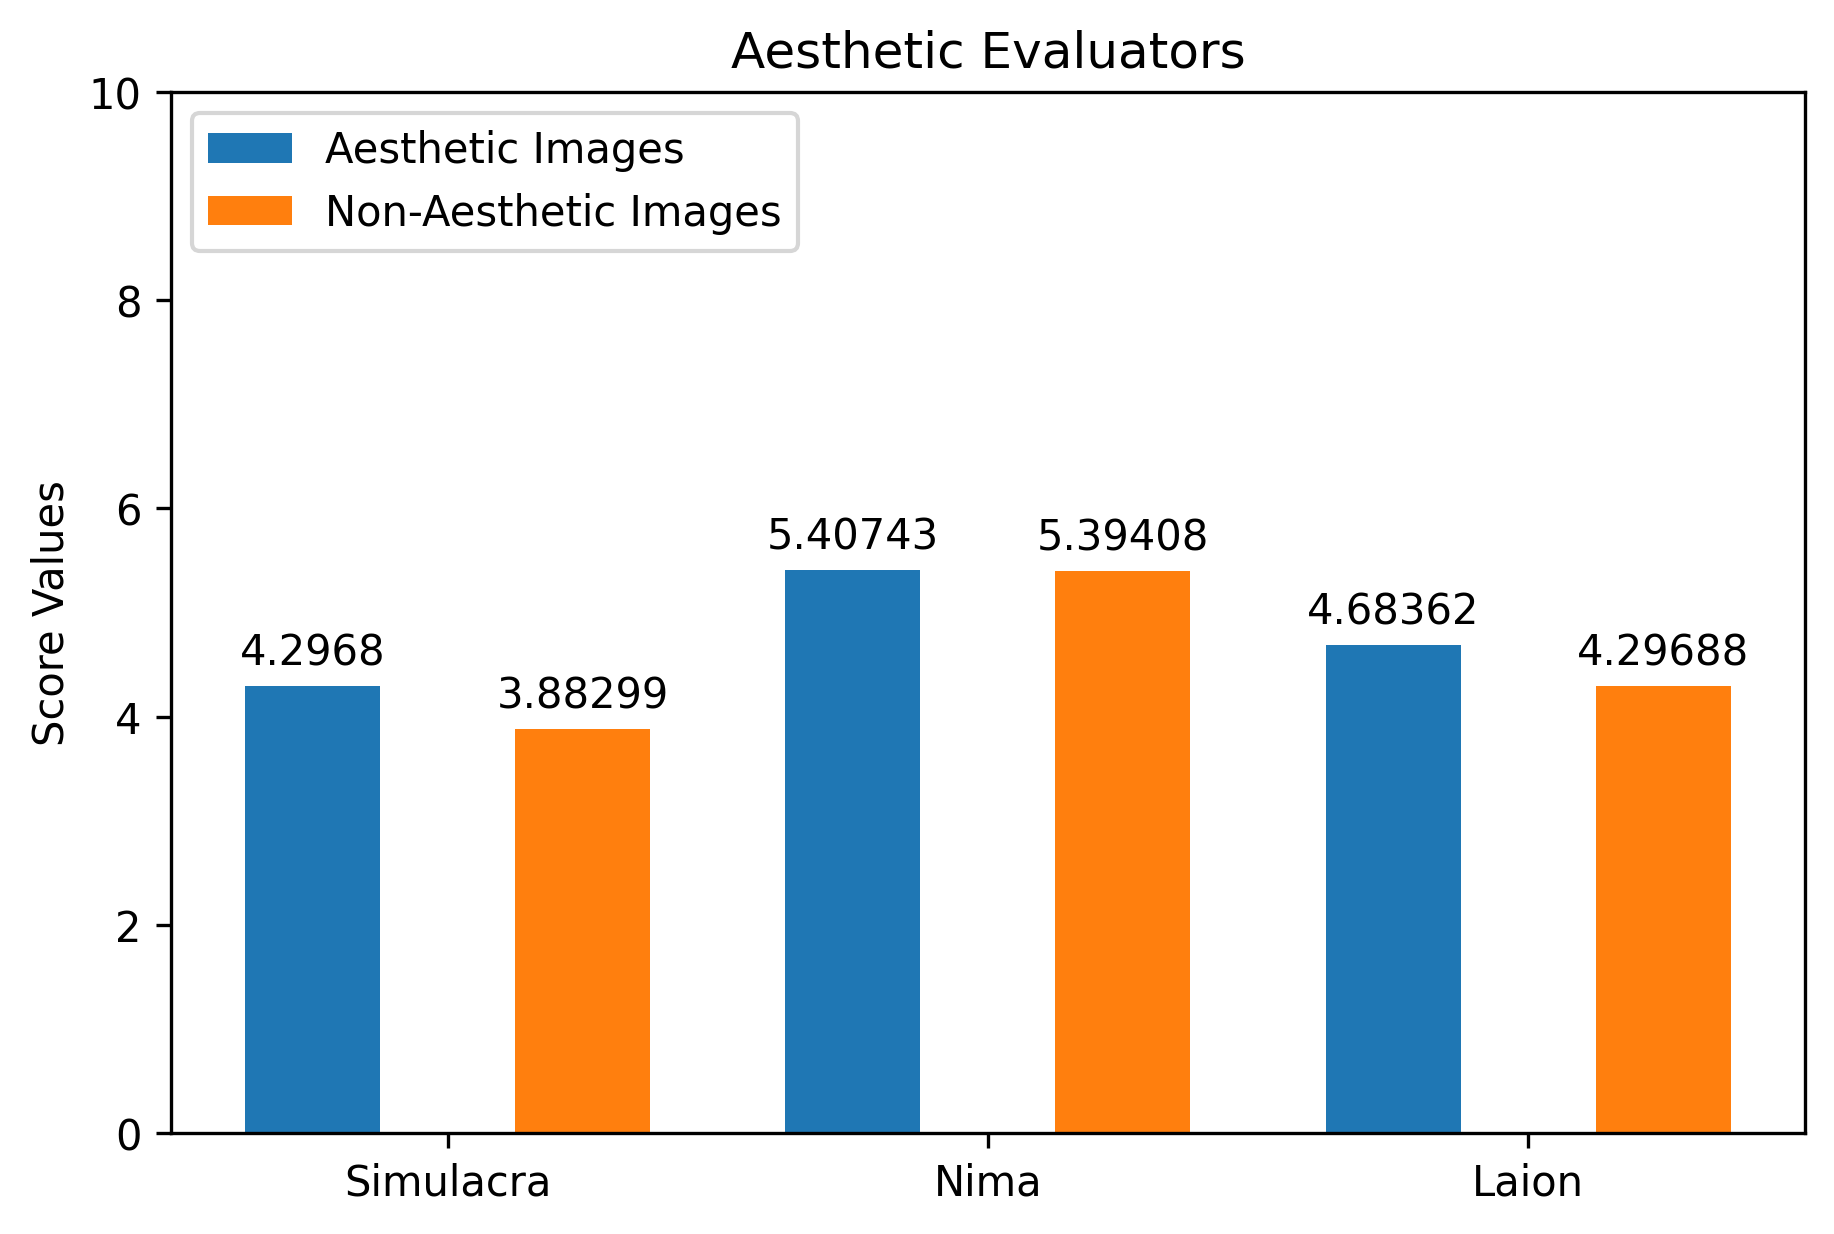 Aesthetic Evaluators
10
8
6
4
2
0
Score Values
Aesthetic Images
Non-Aesthetic Images
4.2968
3.88299
5.40743
5.39408
4.68362
4.29688
Simulacra
Nima
Laion